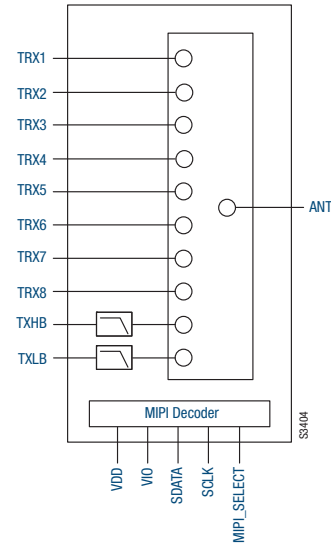 TRX1
TRX2
TRX3
TRX4
TRX5
ANT
TRX6
TRX7
TRX8
TXHB
TXLB
MIPI Decoder
S3404
VDD
VIO
SDATA
SCLK
MIPI_SELECT